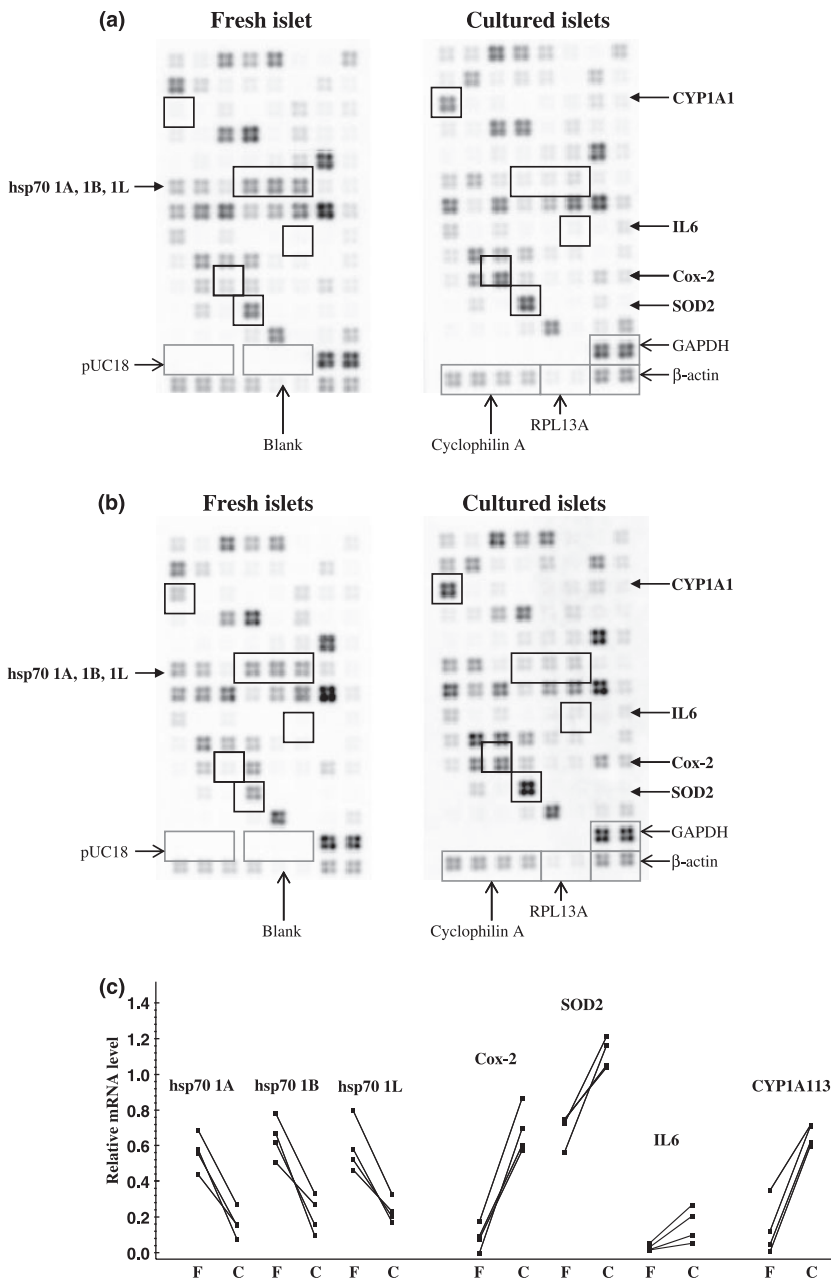 (a)
Fresh islet
Cultured islets
CYP1A1
hsp70 1A, 1B, 1L
IL6
Cox-2
SOD2
GAPDH
pUC18
β-actin
RPL13A
Blank
Cyclophilin A
(b)
Fresh islets
Cultured islets
CYP1A1
hsp70 1A, 1B, 1L
IL6
Cox-2
SOD2
GAPDH
pUC18
β-actin
RPL13A
Blank
Cyclophilin A
(c)
Relative mRNA level
1.4
1.2
1.0
0.8
0.6
0.4
0.2
0.0
hsp70 1A
hsp70 1B
hsp70 1L
Cox-2
SOD2
IL6
CYP1A113
F C F C F C F C F C F C F C